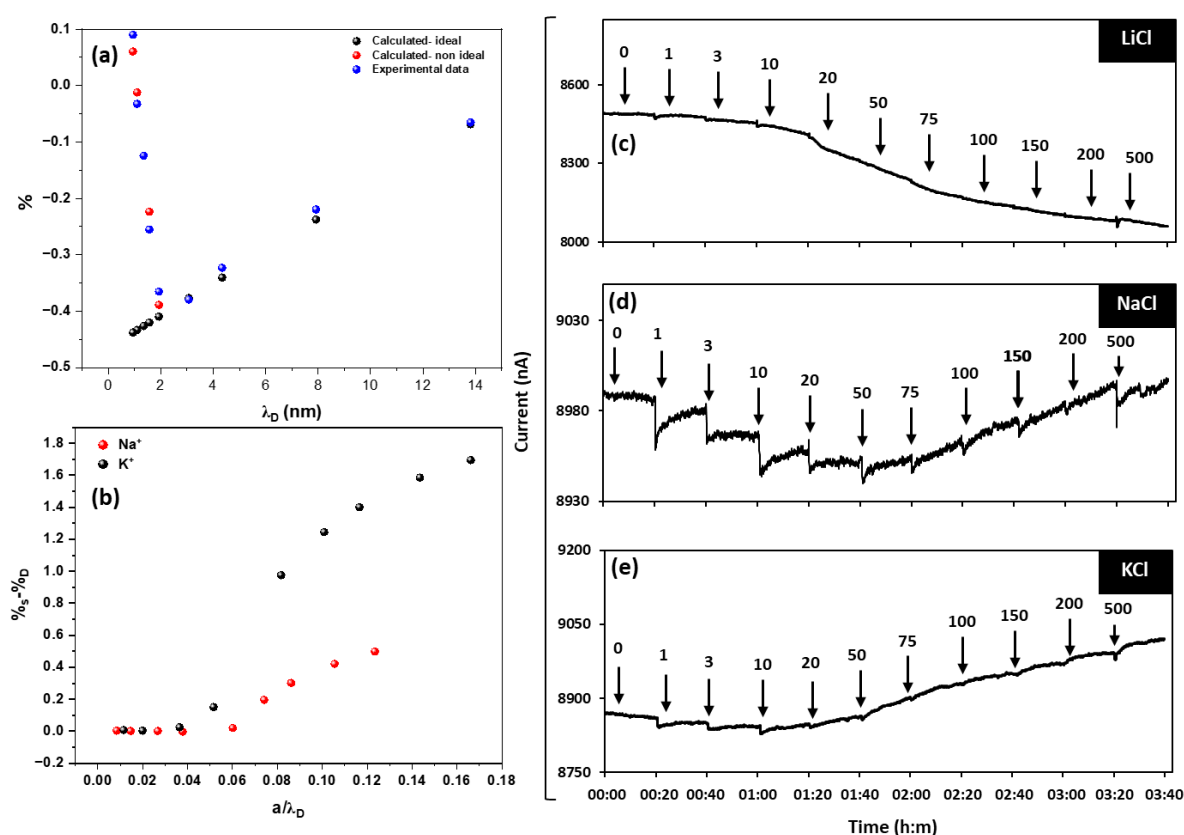 (a)
Calculated- ideal
Calculated- non ideal
Experimental data
0.1
0.0
−0.1
−0.2
−0.3
−0.4
−0.5
%
0 2 4 6 8 10 12 14
λD (nm)
(b)
Na+
K+
1.8
1.6
1.4
1.2
1.0
0.8
0.6
0.4
0.2
0.0
−0.2
%S-%D
0.00 0.02 0.04 0.06 0.08 0.10 0.12 0.14 0.16 0.18
a/λD
Current (nA)
LiCl
(c)
8600
8300
8000
0 1 3 10 20 50 75 100 150 200 500
NaCl
(d)
9030
8980
8930
0 1 3 10 20 50 75 100 150 200 500
KCl
(e)
9200
9050
8900
8750
0 1 3 10 20 50 75 100 150 200 500
00:00 00:20 00:40 01:00 01:20 01:40 02:00 02:20 02:40 03:00 03:20 03:40
Time (h:m)